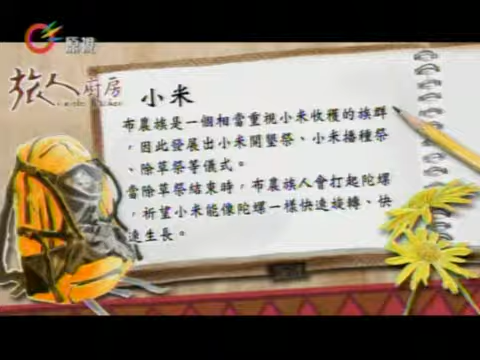 原視
旅人廚房
小米
布農族是一個相當重視小米收穫的族群
,因此發展出小米開墾祭、小米播種祭
、除草祭等儀式。
當除草祭結束時,布農族人會打起陀螺
,祈望小米能像陀螺一樣快速旋轉、快
速生長。